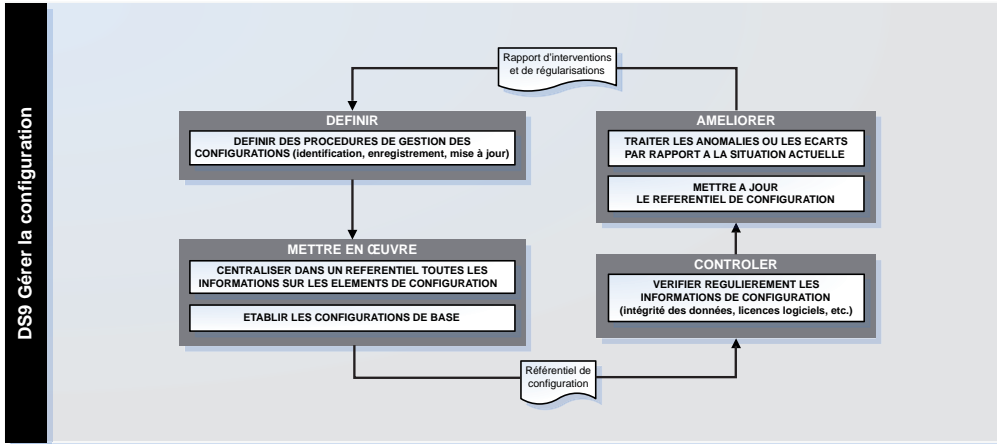 DS9 Gérer la configuration
Rapport d'interventions
et de régularisations
DEFINIR
DEFINIR DES PROCEDURES DE GESTION DES
CONFIGURATIONS (identification, enregistrement, mise à jour)
METTRE EN ŒUVRE
CENTRALISER DANS UN REFERENTIEL TOUTES LES
INFORMATIONS SUR LES ELEMENTS DE CONFIGURATION
ETABLIR LES CONFIGURATIONS DE BASE
Référentiel de
configuration
CONTROLER
VERIFIER REGULIEREMENT LES
INFORMATIONS DE CONFIGURATION
(intégrité des données, licences logiciels, etc.)
AMELIORER
TRAITER LES ANOMALIES OU LES ECARTS
PAR RAPPORT A LA SITUATION ACTUELLE
METTRE A JOUR
LE REFERENTIEL DE CONFIGURATION